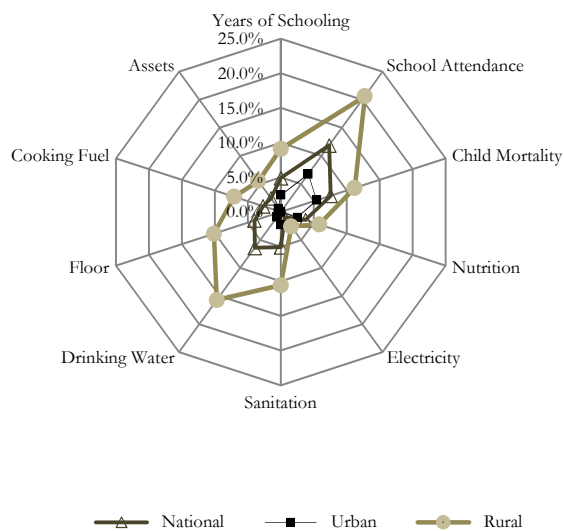 Years of Schooling
25.0%
Assets
School Attendance
20.0%
15.0%
Cooking Fuel
10.0%
Child Mortality
5.0%
0.0%
Floor
Nutrition
Drinking Water
Electricity
Sanitation
National
Urban
Rural